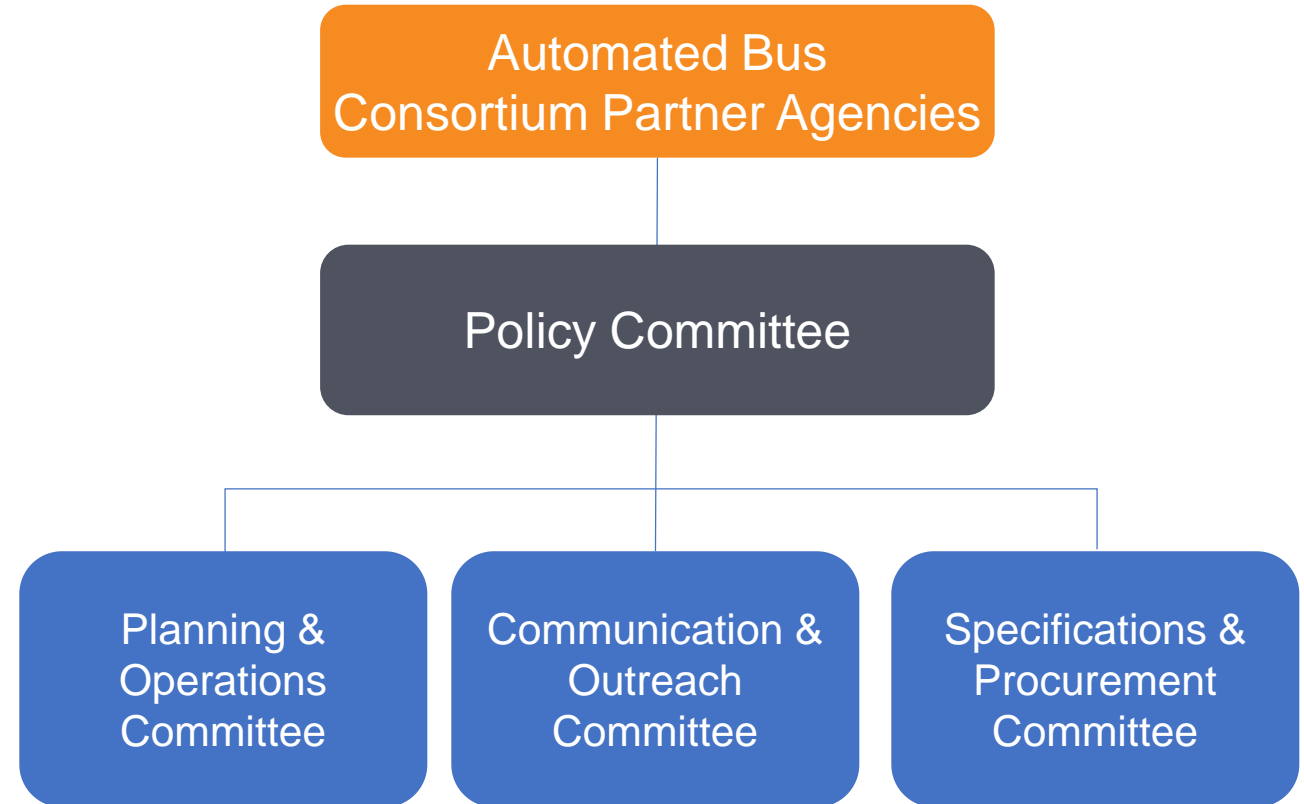 Automated Bus
Consortium Partner Agencies
Policy Committee
Planning &
Operations
Committee
Communication &
Outreach
Committee
Specifications &
Procurement
Committee